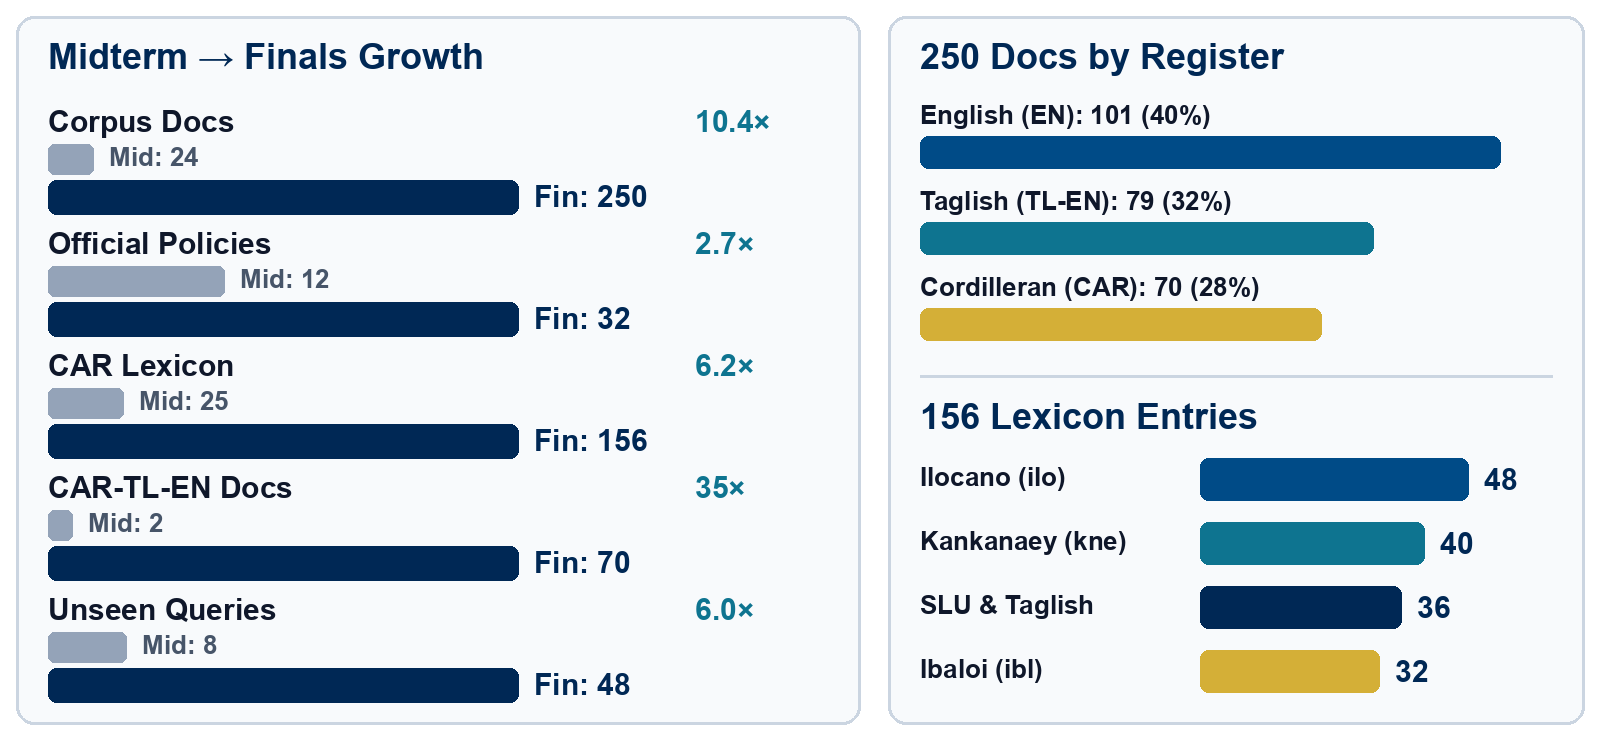 Midterm → Finals Growth
Corpus Docs 10.4×
Mid: 24
Fin: 250
Official Policies 2.7×
Mid: 12
Fin: 32
CAR Lexicon 6.2×
Mid: 25
Fin: 156
CAR-TL-EN Docs 35×
Mid: 2
Fin: 70
Unseen Queries 6.0×
Mid: 8
Fin: 48
250 Docs by Register
English (EN): 101 (40%)
Taglish (TL-EN): 79 (32%)
Cordilleran (CAR): 70 (28%)
156 Lexicon Entries
Ilocano (ilo) 48
Kankanaey (kne) 40
SLU & Taglish 36
Ibaloi (ibl) 32